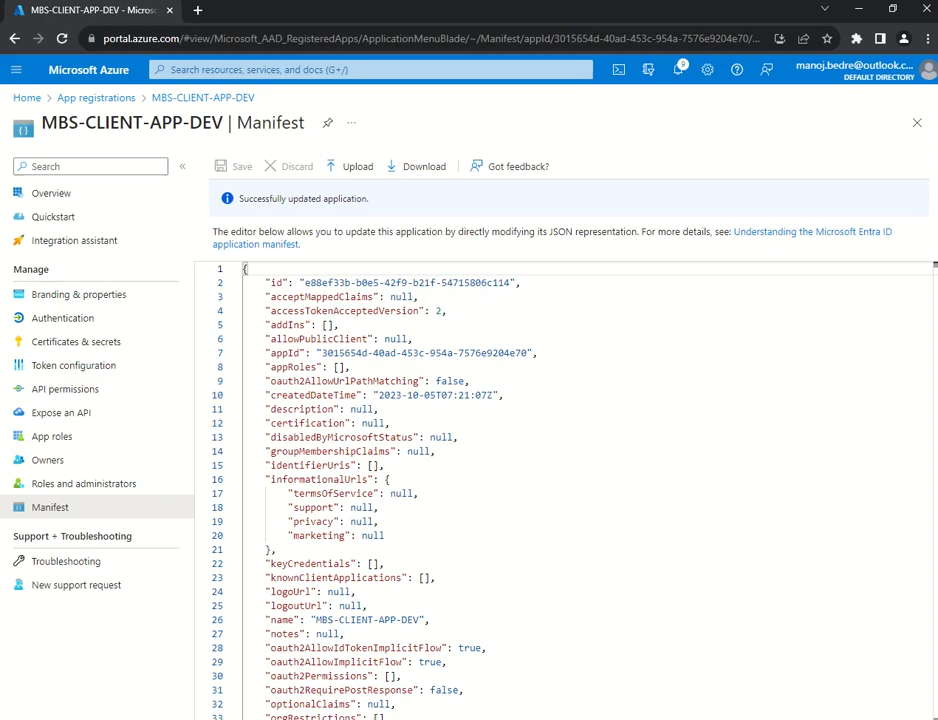 MBS-CLIENT-APP-DEV - Microso
portal.azure.com/#view/Microsoft_AAD_RegisteredApps/ApplicationMenuBlade/~/Manifest/appId/3015654d-40ad-453c-954a-7576e9204e70/...
Microsoft Azure
Search resources, services, and docs (G+/)
9
manoj.bedre@outlook.c...
DEFAULT DIRECTORY
Home > App registrations > MBS-CLIENT-APP-DEV
MBS-CLIENT-APP-DEV | Manifest
Search
Overview
Quickstart
Integration assistant
Manage
Branding & properties
Authentication
Certificates & secrets
Token configuration
API permissions
Expose an API
App roles
Owners
Roles and administrators
Manifest
Support + Troubleshooting
Troubleshooting
New support request
Save Discard Upload Download Got feedback?
Successfully updated application.
The editor below allows you to update this application by directly modifying its JSON representation. For more details, see: Understanding the Microsoft Entra ID
application manifest.
1 {
2 "id": "e88ef33b-b0e5-42f9-b21f-54715806c114",
3 "acceptMappedClaims": null,
4 "accessTokenAcceptedVersion": 2,
5 "addIns": [],
6 "allowPublicClient": null,
7 "appId": "3015654d-40ad-453c-954a-7576e9204e70",
8 "appRoles": [],
9 "oauth2AllowUrlPathMatching": false,
10 "createdDateTime": "2023-10-05T07:21:07Z",
11 "description": null,
12 "certification": null,
13 "disabledByMicrosoftStatus": null,
14 "groupMembershipClaims": null,
15 "identifierUris": [],
16 "informationalUrls": {
17 "termsOfService": null,
18 "support": null,
19 "privacy": null,
20 "marketing": null
21 },
22 "keyCredentials": [],
23 "knownClientApplications": [],
24 "logoUrl": null,
25 "logoutUrl": null,
26 "name": "MBS-CLIENT-APP-DEV",
27 "notes": null,
28 "oauth2AllowIdTokenImplicitFlow": true,
29 "oauth2AllowImplicitFlow": true,
30 "oauth2Permissions": [],
31 "oauth2RequirePostResponse": false,
32 "optionalClaims": null,
33 "orgRestrictions": []